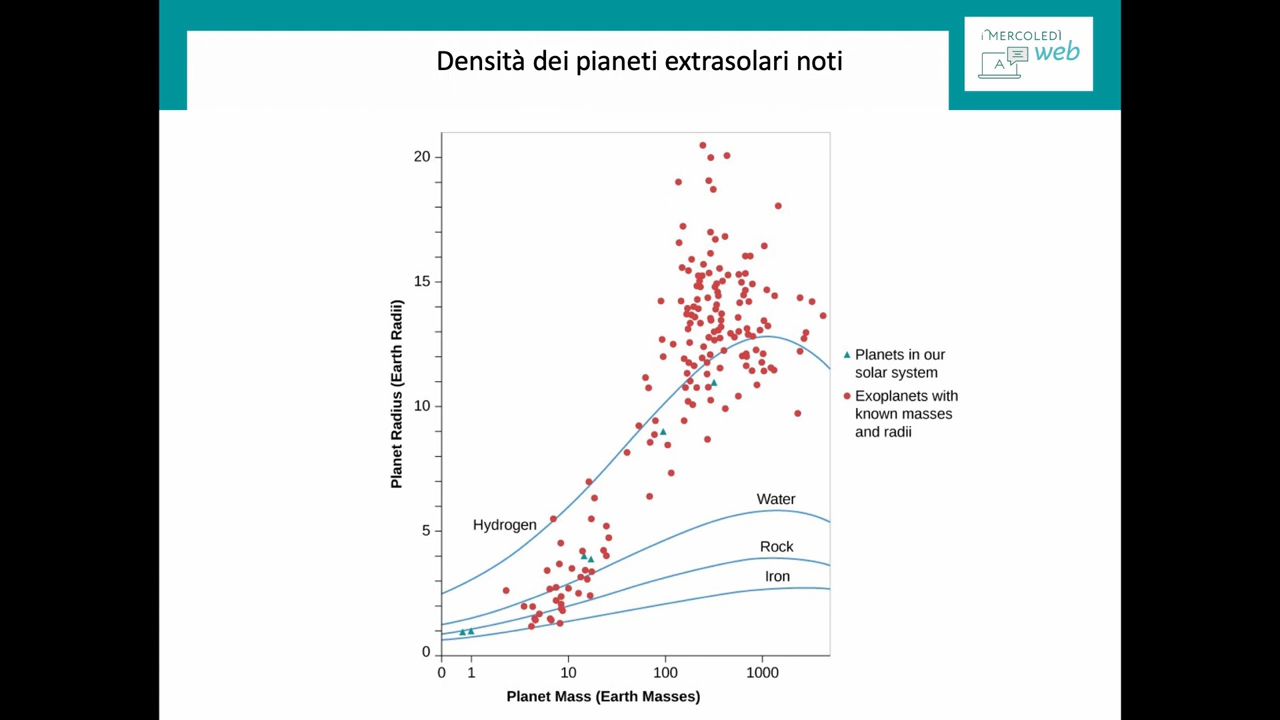 Densità dei pianeti extrasolari noti
i MERCOLEDÌ
A
web
20
15
10
5
0
Planet Radius (Earth Radii)
Hydrogen
Water
Rock
Iron
Planets in our
solar system
Exoplanets with
known masses
and radii
0 1 10 100 1000
Planet Mass (Earth Masses)